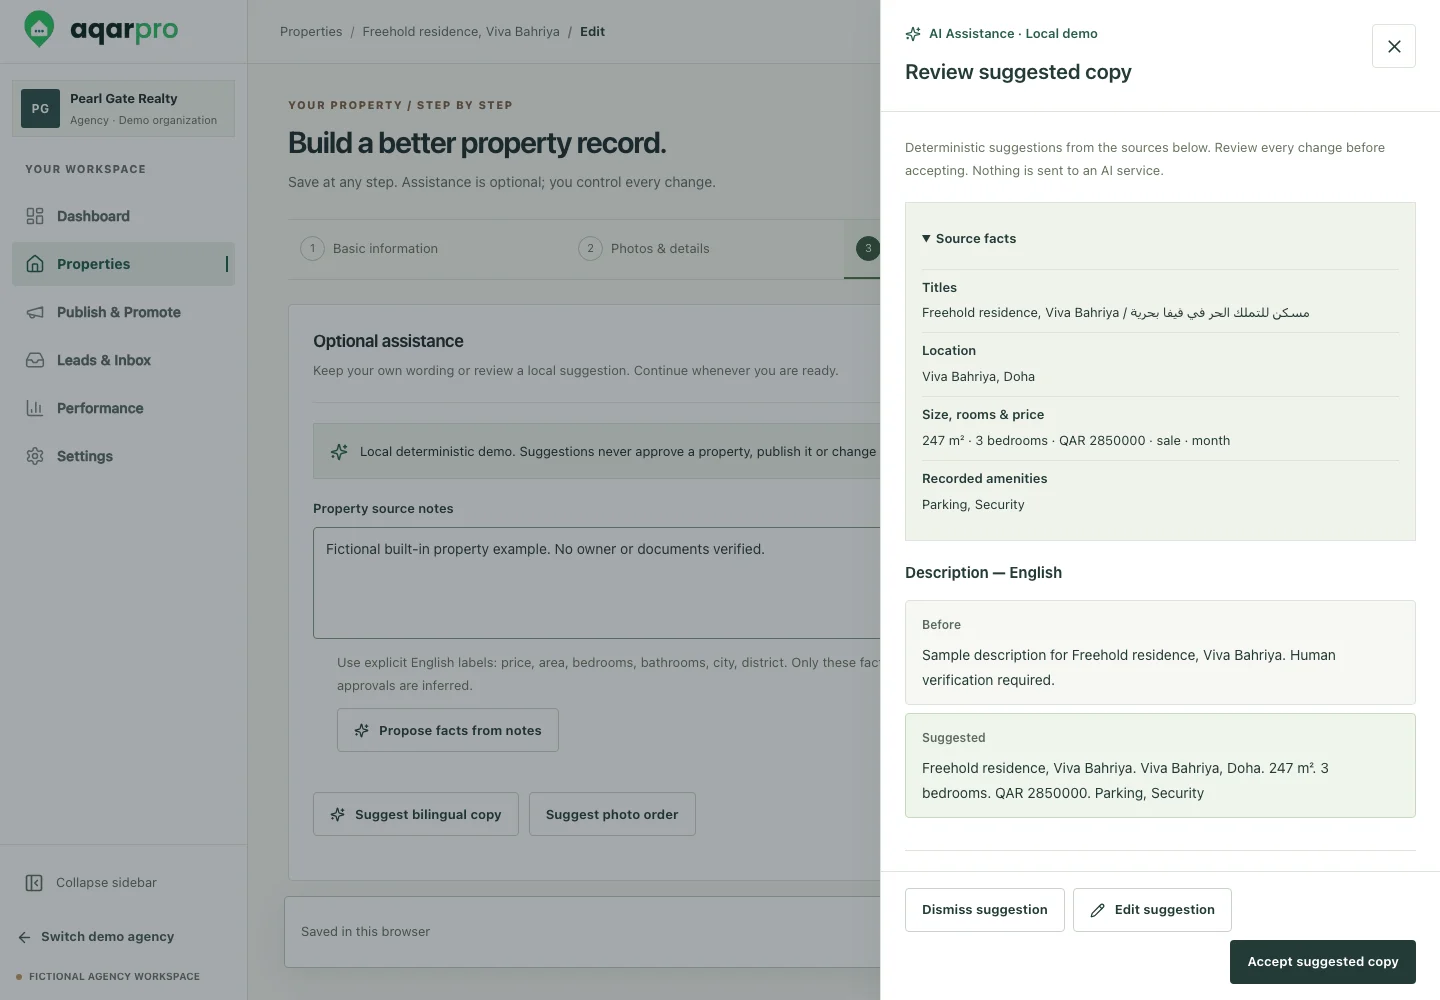 aqarpro
PG
Pearl Gate Realty
Agency · Demo organization
YOUR WORKSPACE
Dashboard
Properties
Publish & Promote
Leads & Inbox
Performance
Settings
Collapse sidebar
Switch demo agency
FICTIONAL AGENCY WORKSPACE
Properties / Freehold residence, Viva Bahriya / Edit
YOUR PROPERTY / STEP BY STEP
Build a better property record.
Save at any step. Assistance is optional; you control every change.
1 Basic information
2 Photos & details
3
Optional assistance
Keep your own wording or review a local suggestion. Continue whenever you are ready.
Local deterministic demo. Suggestions never approve a property, publish it or change
Property source notes
Fictional built-in property example. No owner or documents verified.
Use explicit English labels: price, area, bedrooms, bathrooms, city, district. Only these fac
approvals are inferred.
Propose facts from notes
Suggest bilingual copy
Suggest photo order
Saved in this browser
AI Assistance · Local demo
Review suggested copy
Deterministic suggestions from the sources below. Review every change before
accepting. Nothing is sent to an AI service.
Source facts
Titles
Freehold residence, Viva Bahriya / مسكن للتملك الحر في فيفا بحرية
Location
Viva Bahriya, Doha
Size, rooms & price
247 m² · 3 bedrooms · QAR 2850000 · sale · month
Recorded amenities
Parking, Security
Description — English
Before
Sample description for Freehold residence, Viva Bahriya. Human
verification required.
Suggested
Freehold residence, Viva Bahriya. Viva Bahriya, Doha. 247 m². 3
bedrooms. QAR 2850000. Parking, Security
Dismiss suggestion
Edit suggestion
Accept suggested copy